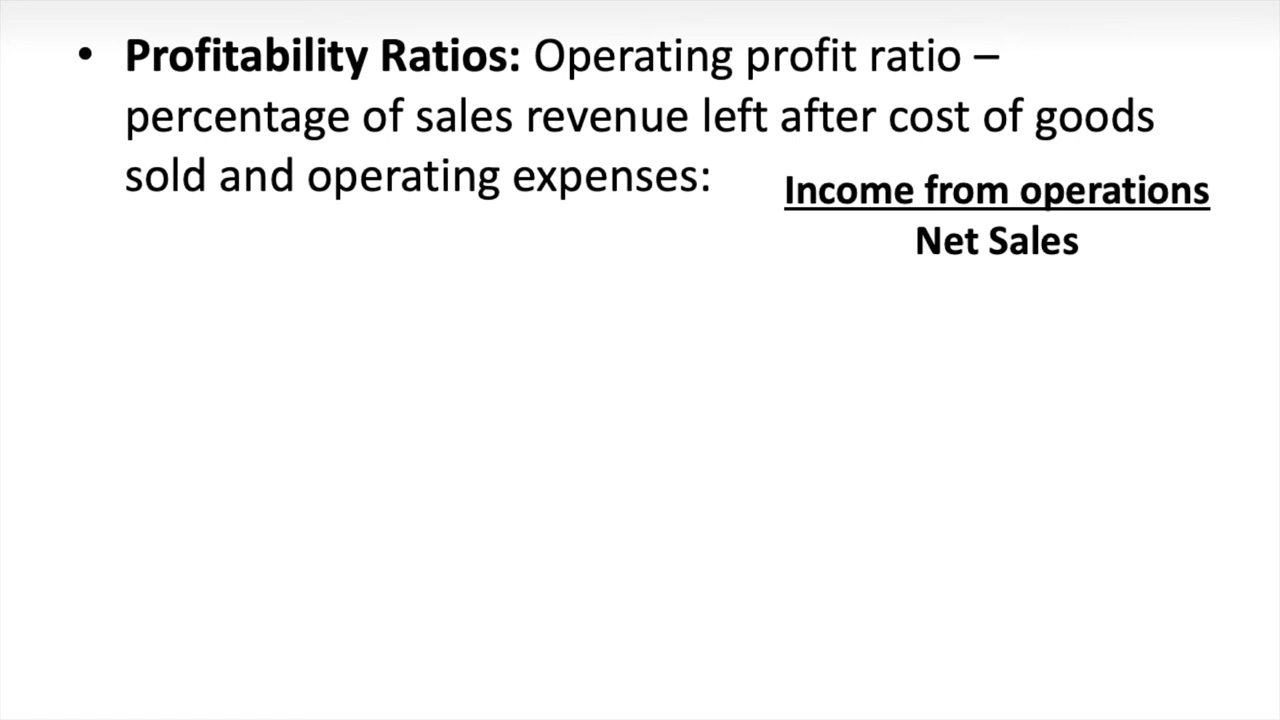 • Profitability Ratios: Operating profit ratio –
percentage of sales revenue left after cost of goods
sold and operating expenses:
Income from operations
Net Sales